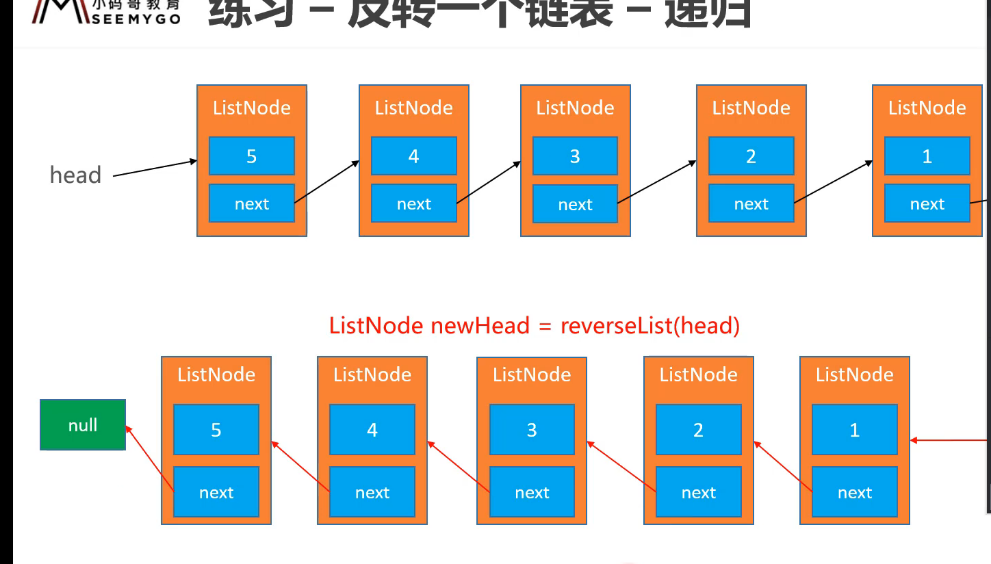 小码哥教育
SEEMYGO
练习 – 反转一个链表 – 递归
ListNode ListNode ListNode ListNode ListNode
5 4 3 2 1
head
next next next next next
ListNode newHead = reverseList(head)
ListNode ListNode ListNode ListNode ListNode
null
5 4 3 2 1
next next next next next